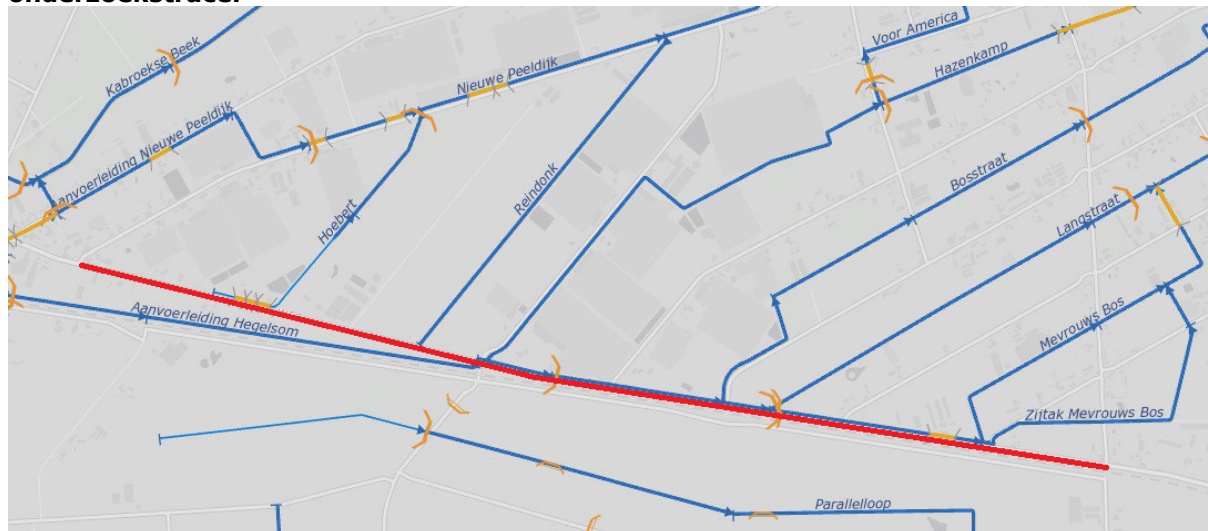 onderzoekstracé.
Kabroekse Beek
Voor America
Nieuwe Peeldijk
Hazenkamp
Aanvoerleiding Nieuwe Peeldijk
Bosstraat
Reindonk
Langstraat
Hoebert
Aanvoerleiding Hegelsom
Mevrouws Bos
Zijtak Mevrouws Bos
Parallelloop